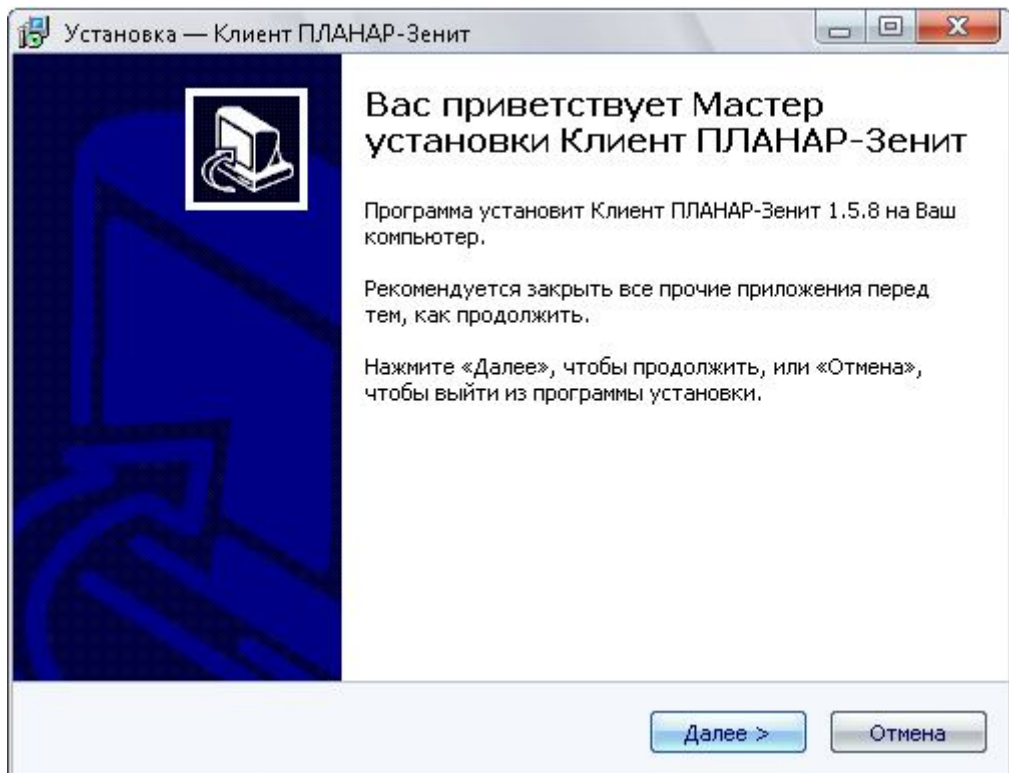 Установка — Клиент ПЛАНАР-Зенит
Вас приветствует Мастер
установки Клиент ПЛАНАР-Зенит
Программа установит Клиент ПЛАНАР-Зенит 1.5.8 на Ваш
компьютер.
Рекомендуется закрыть все прочие приложения перед
тем, как продолжить.
Нажмите «Далее», чтобы продолжить, или «Отмена»,
чтобы выйти из программы установки.
Далее >
Отмена